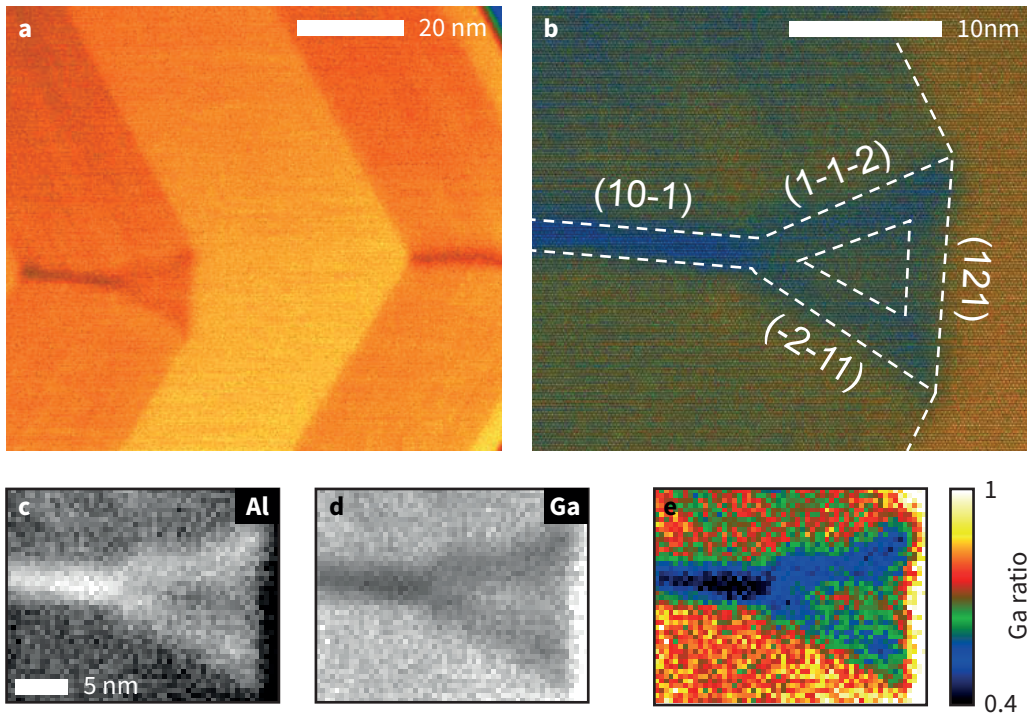 a
20 nm
b
10nm
(10-1)
(1-1-2)
(121)
(-2-11)
c
Al
5 nm
d
Ga
e
1
Ga ratio
0.4